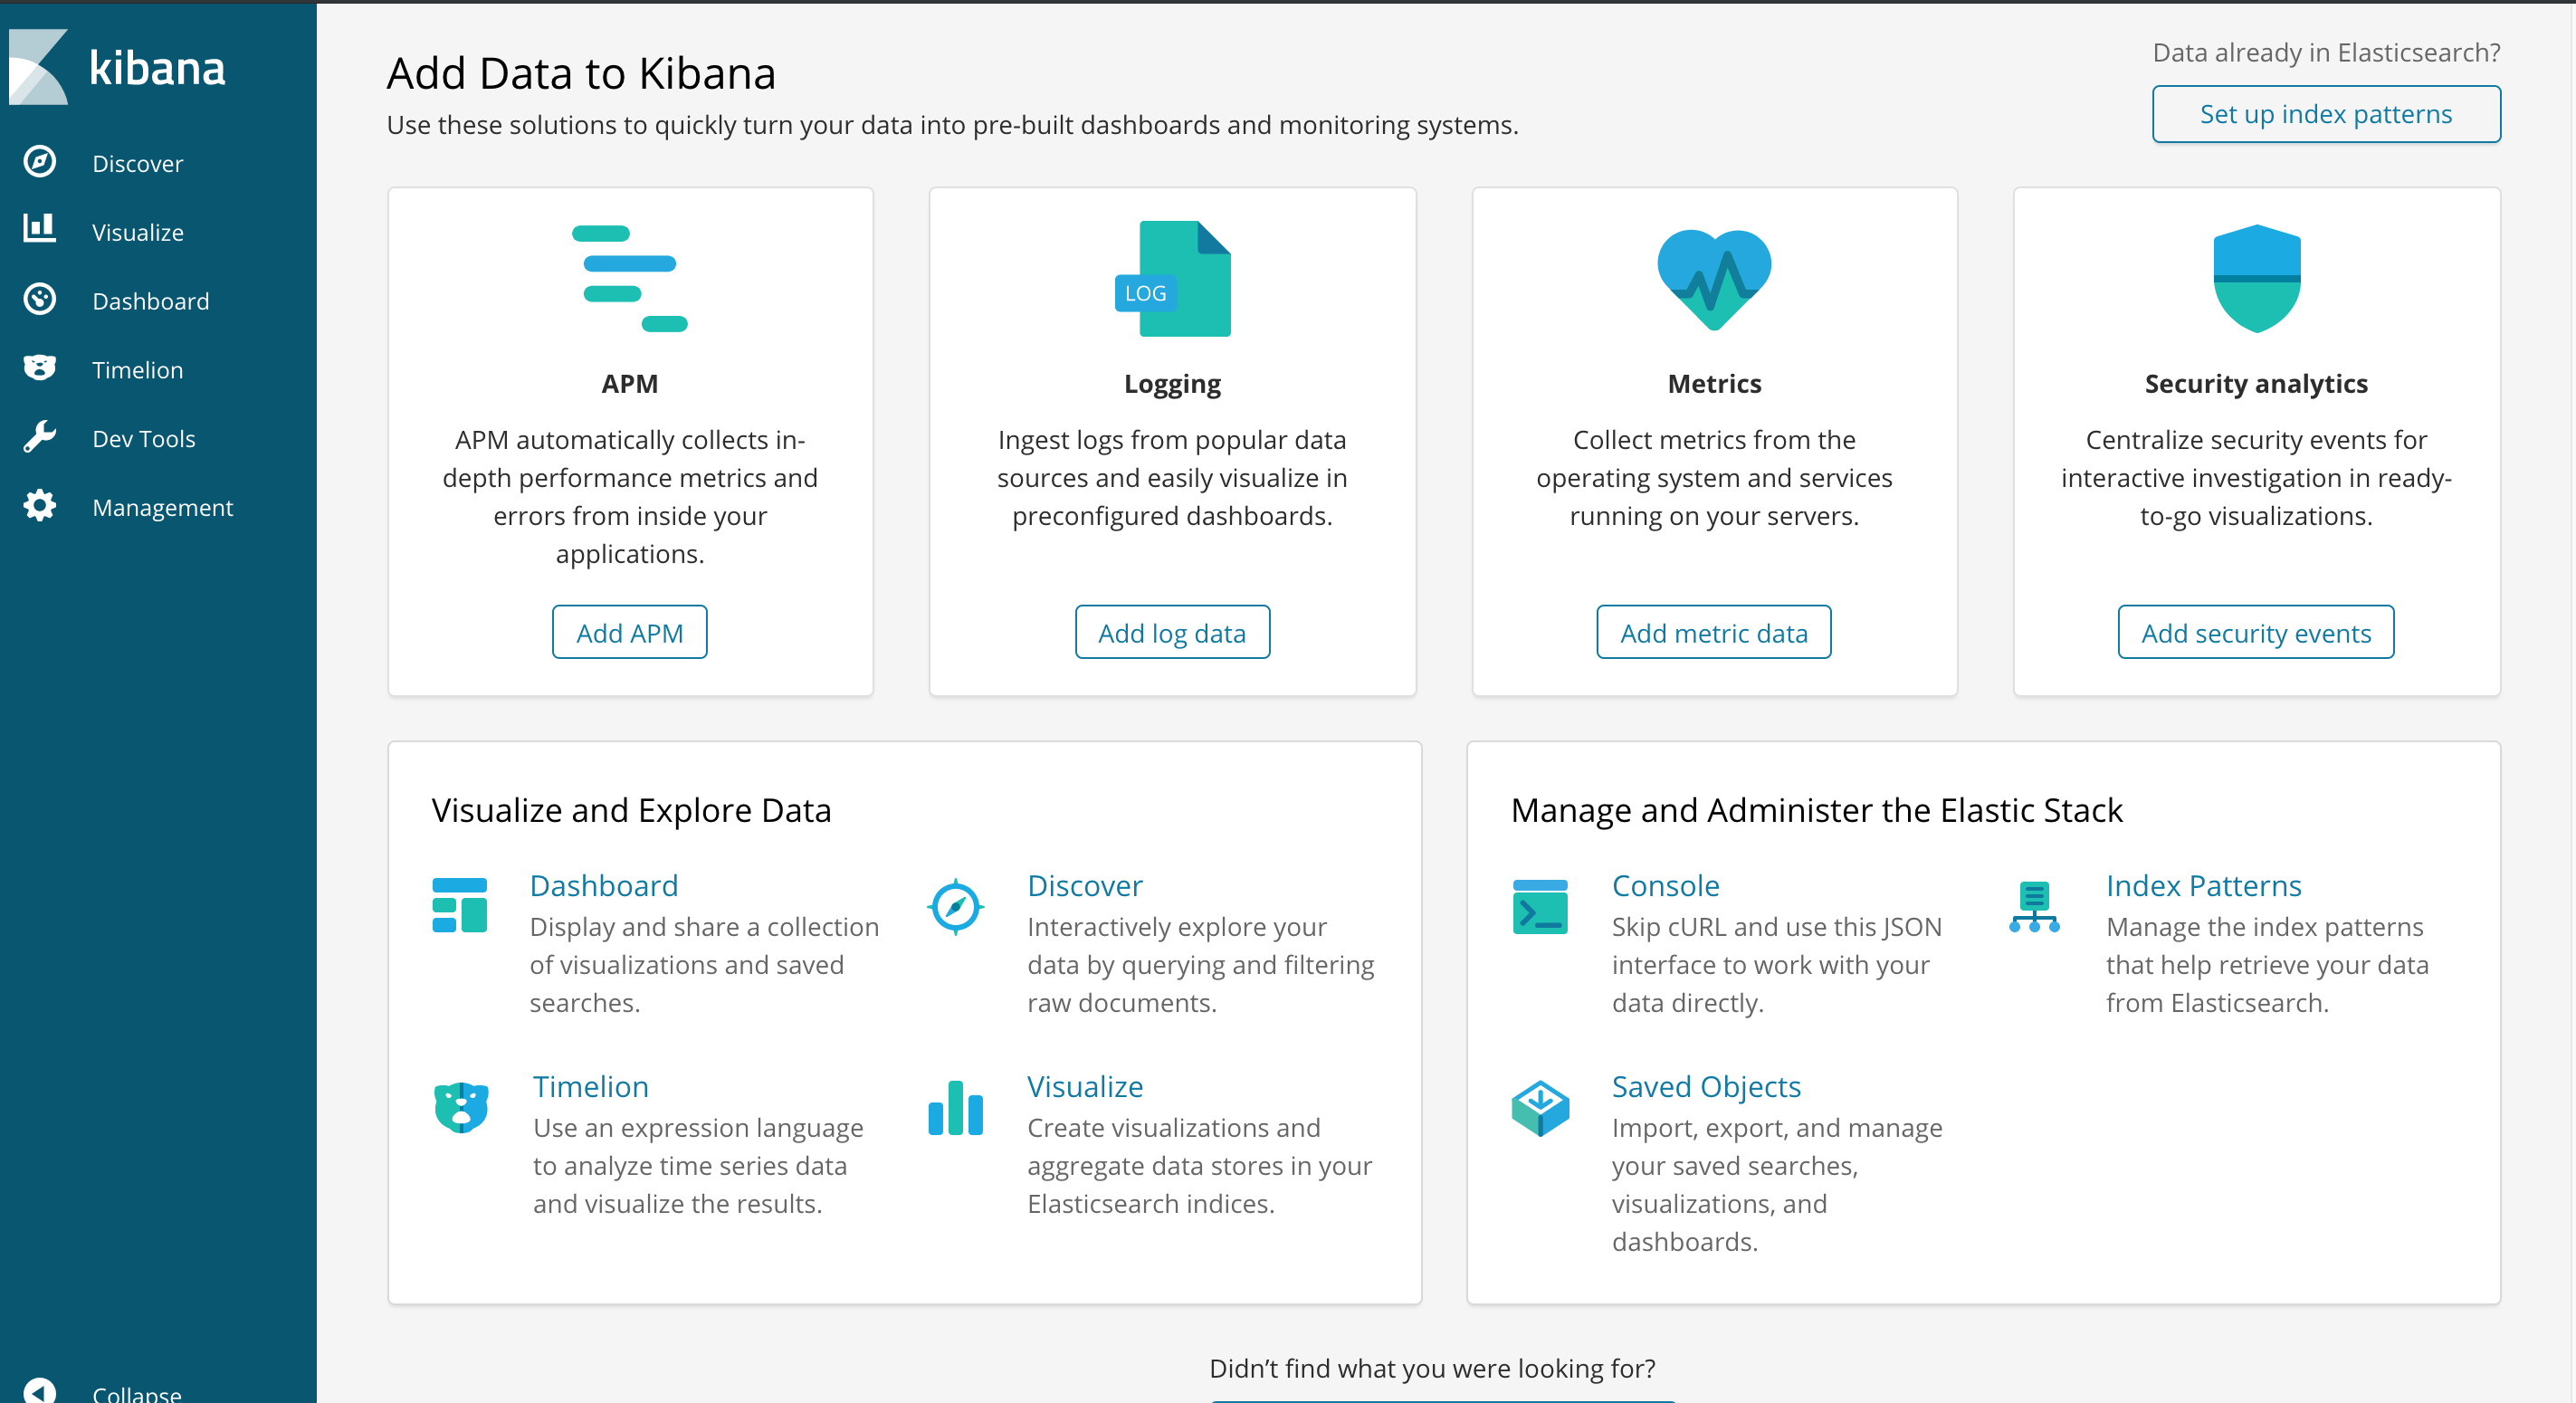 kibana
Discover
Visualize
Dashboard
Timelion
Dev Tools
Management
Collapse
Add Data to Kibana
Use these solutions to quickly turn your data into pre-built dashboards and monitoring systems.
Data already in Elasticsearch?
Set up index patterns
APM
APM automatically collects in-
depth performance metrics and
errors from inside your
applications.
Add APM
LOG
Logging
Ingest logs from popular data
sources and easily visualize in
preconfigured dashboards.
Add log data
Metrics
Collect metrics from the
operating system and services
running on your servers.
Add metric data
Security analytics
Centralize security events for
interactive investigation in ready-
to-go visualizations.
Add security events
Visualize and Explore Data
Dashboard
Display and share a collection
of visualizations and saved
searches.
Discover
Interactively explore your
data by querying and filtering
raw documents.
Timelion
Use an expression language
to analyze time series data
and visualize the results.
Visualize
Create visualizations and
aggregate data stores in your
Elasticsearch indices.
Manage and Administer the Elastic Stack
Console
Skip cURL and use this JSON
interface to work with your
data directly.
Index Patterns
Manage the index patterns
that help retrieve your data
from Elasticsearch.
Saved Objects
Import, export, and manage
your saved searches,
visualizations, and
dashboards.
Didn’t find what you were looking for?